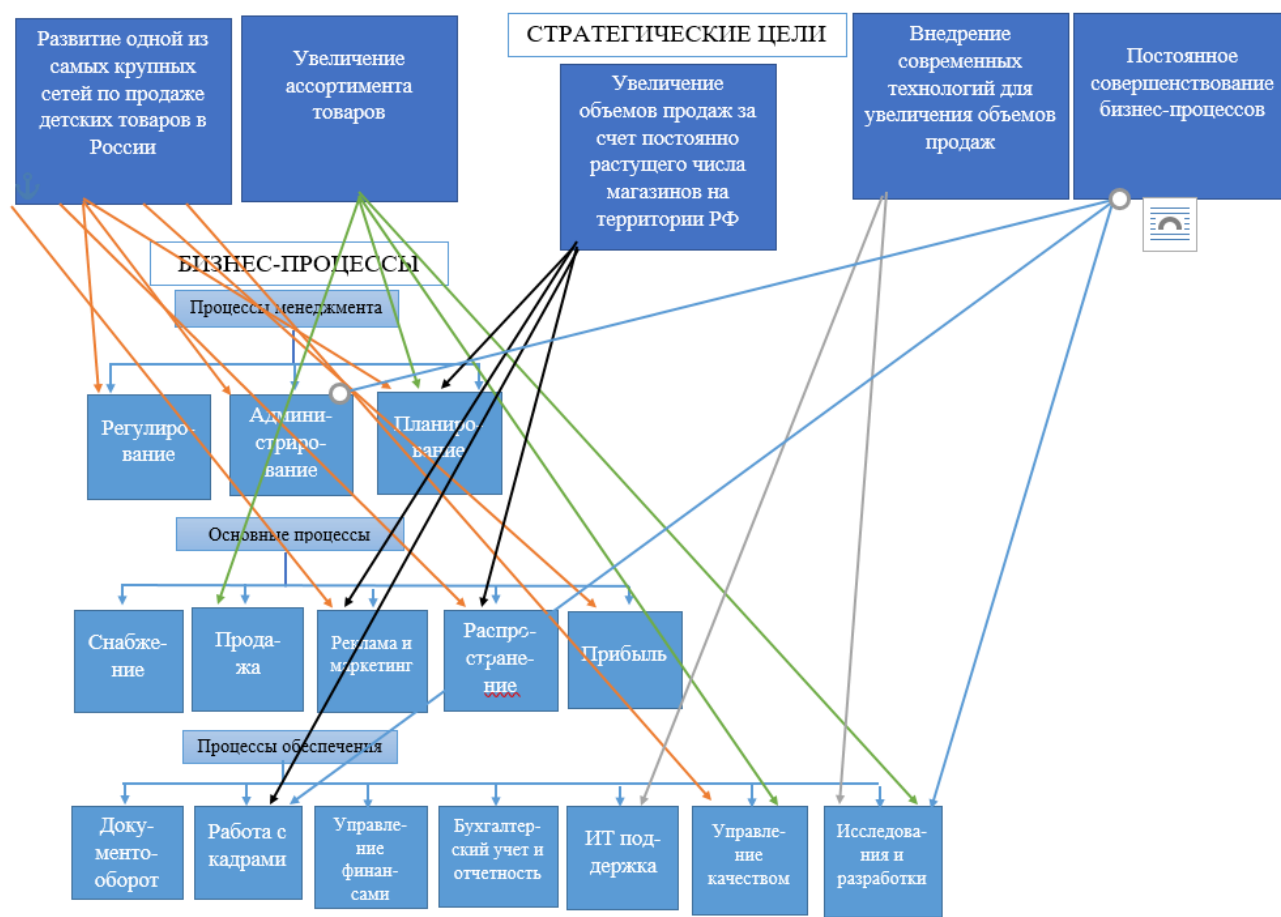 Развитие одной из
самых крупных
сетей по продаже
детских товаров в
России
Увеличение
ассортимента
товаров
СТРАТЕГИЧЕСКИЕ ЦЕЛИ
Увеличение
объемов продаж за
счет постоянно
растущего числа
магазинов на
территории РФ
Внедрение
современных
технологий для
увеличения объемов
продаж
Постоянное
совершенствование
бизнес-процессов
БИЗНЕС-ПРОЦЕССЫ
Процессы менеджмента
Регулиро-
вание
Админи-
стриро-
вание
Планиро-
вание
Основные процессы
Снабже-
ние
Прода-
жа
Реклама и
маркетинг
Распро-
стране-
ние
Прибыль
Процессы обеспечения
Доку-
менто-
оборот
Работа с
кадрами
Управле-
ние
финан-
сами
Бухгалтер-
ский учет и
отчетность
ИТ под-
держка
Управле-
ние
качеством
Исследова-
ния и
разработки